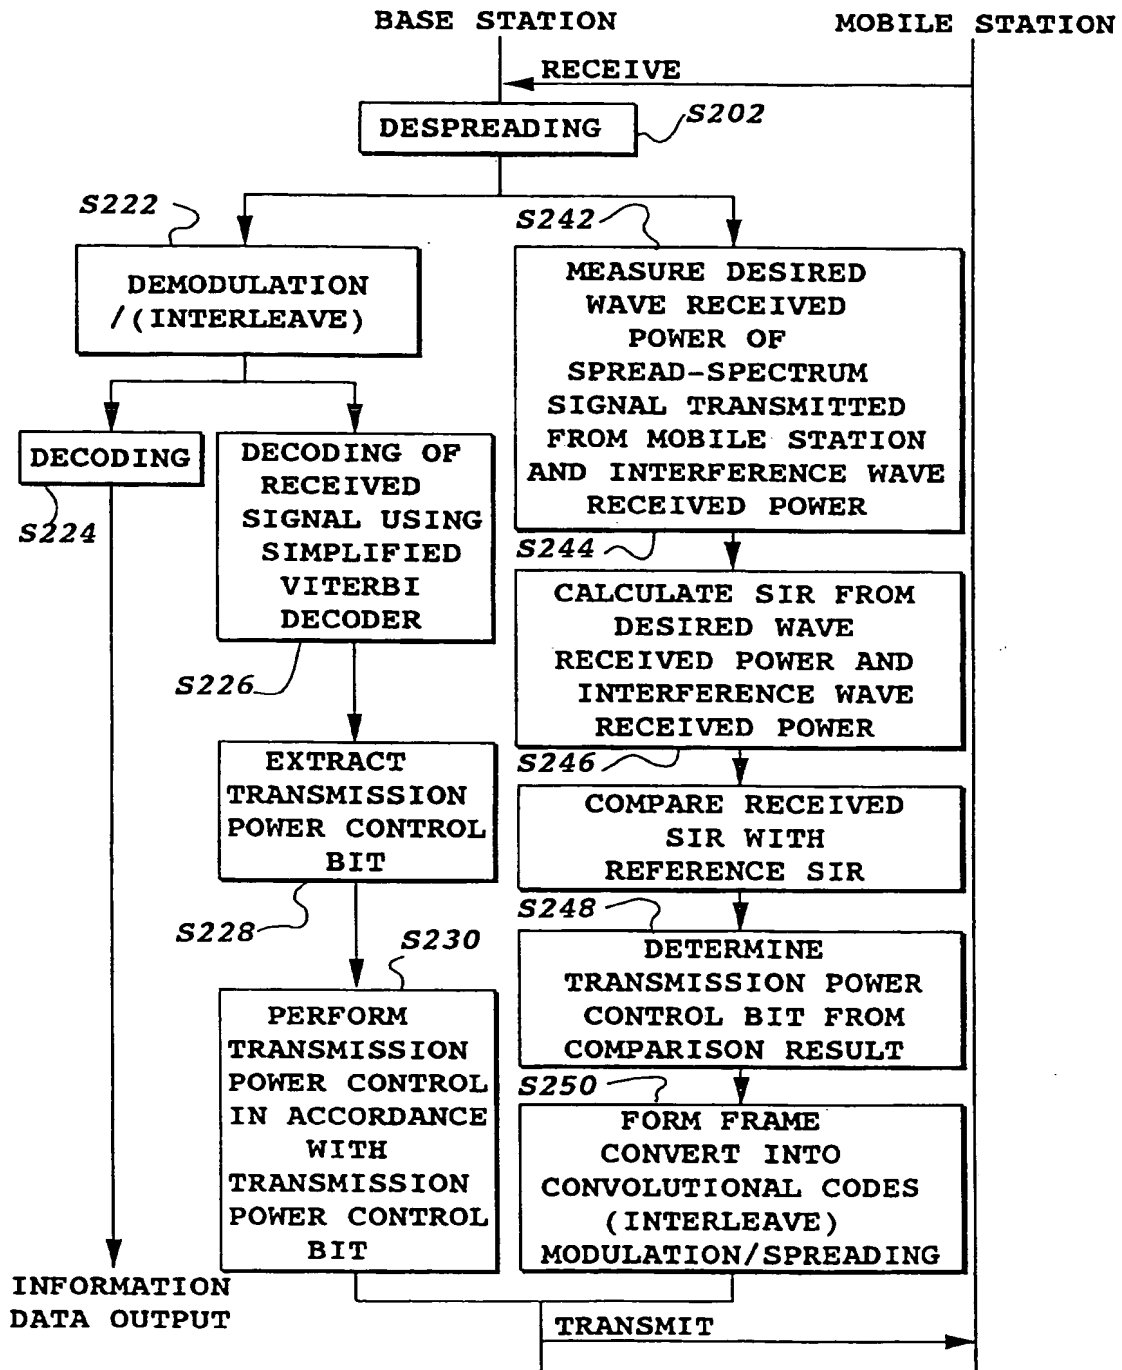 BASE STATION
MOBILE STATION
RECEIVE
DESPREADING
S202
S222
DEMODULATION
/(INTERLEAVE)
DECODING
S224
DECODING OF
RECEIVED
SIGNAL USING
SIMPLIFIED
VITERBI
DECODER
S226
EXTRACT
TRANSMISSION
POWER CONTROL
BIT
S228
S230
PERFORM
TRANSMISSION
POWER CONTROL
IN ACCORDANCE
WITH
TRANSMISSION
POWER CONTROL
BIT
INFORMATION
DATA OUTPUT
S242
MEASURE DESIRED
WAVE RECEIVED
POWER OF
SPREAD-SPECTRUM
SIGNAL TRANSMITTED
FROM MOBILE STATION
AND INTERFERENCE WAVE
RECEIVED POWER
S244
CALCULATE SIR FROM
DESIRED WAVE
RECEIVED POWER AND
INTERFERENCE WAVE
RECEIVED POWER
S246
COMPARE RECEIVED
SIR WITH
REFERENCE SIR
S248
DETERMINE
TRANSMISSION POWER
CONTROL BIT FROM
COMPARISON RESULT
S250
FORM FRAME
CONVERT INTO
CONVOLUTIONAL CODES
(INTERLEAVE)
MODULATION/SPREADING
TRANSMIT